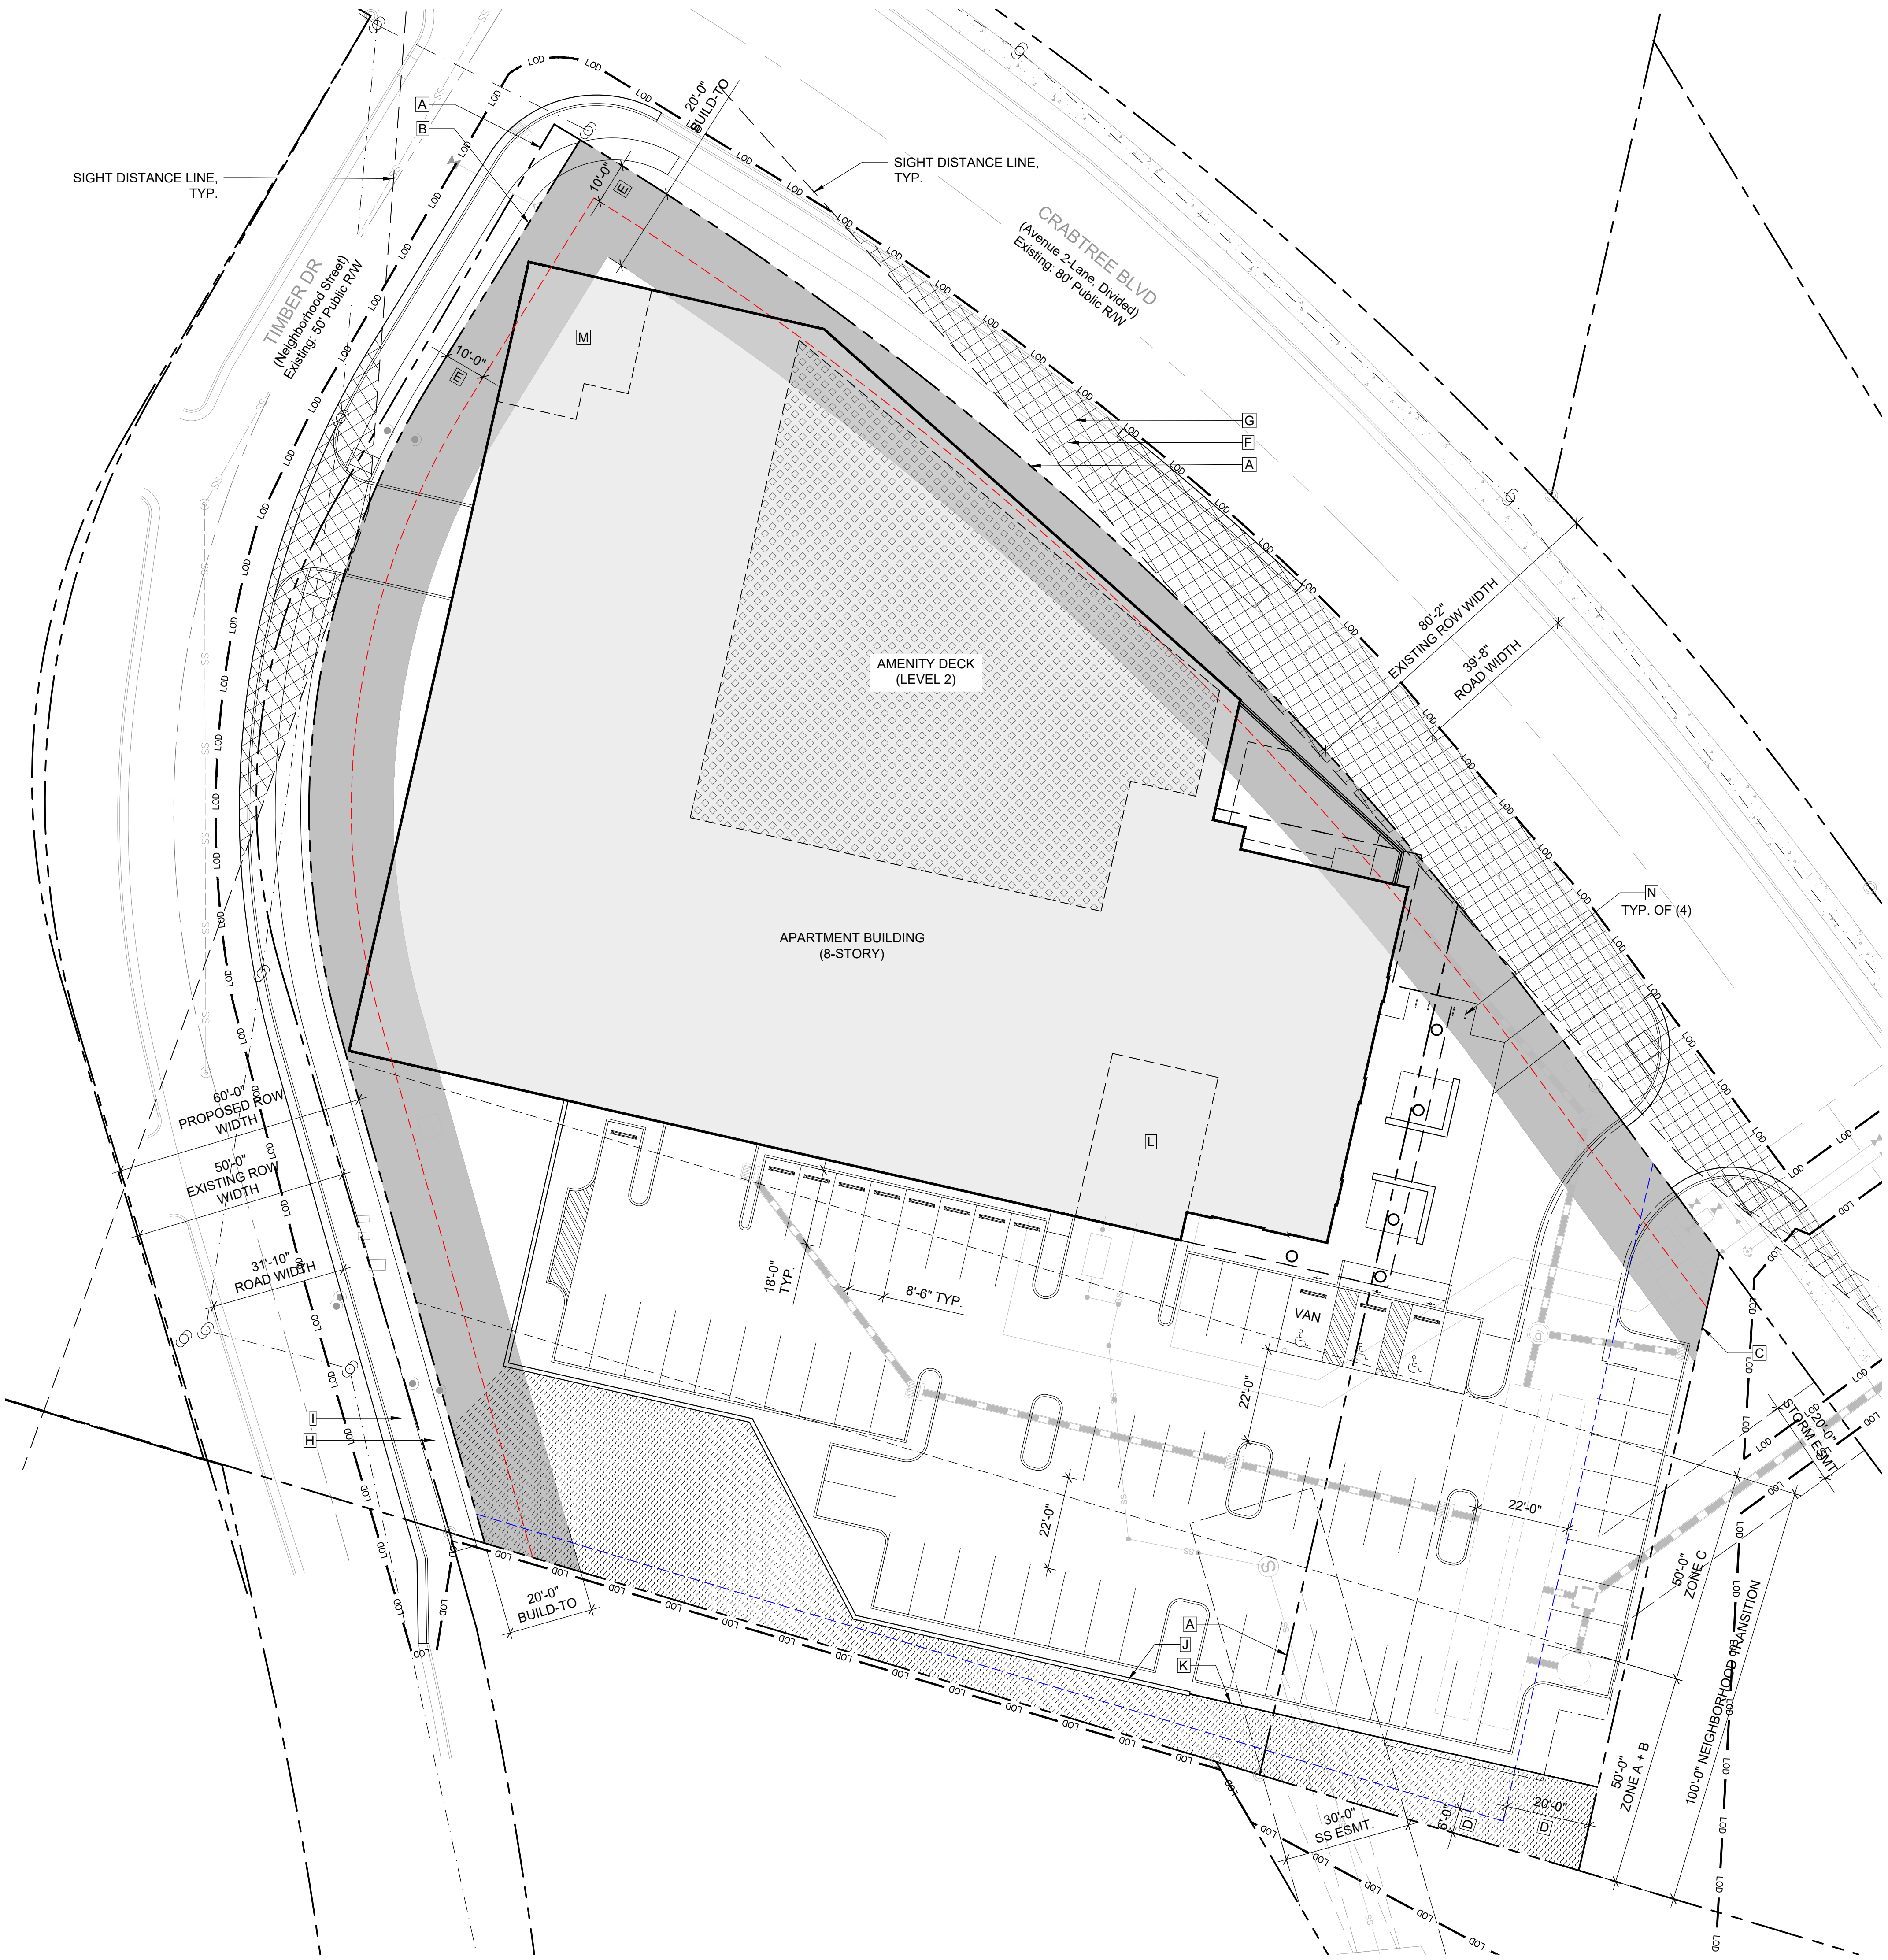 A
B
SIGHT DISTANCE LINE,
TYP.
20'-0"
BUILD-TO
SIGHT DISTANCE LINE,
TYP.
10'-0"
E
CRABTREE BLVD
(Avenue 2-Lane, Divided)
Existing: 80' Public R/W
TIMBER DR
(Neighborhood Street)
Existing: 50' Public R/W
M
10'-0"
E
G
F
A
80'-2"
EXISTING ROW WIDTH
39'-8"
ROAD WIDTH
AMENITY DECK
(LEVEL 2)
N
TYP. OF (4)
APARTMENT BUILDING
(8-STORY)
60'-0"
PROPOSED ROW
WIDTH
50'-0"
EXISTING ROW
WIDTH
31'-10"
ROAD WIDTH
L
18'-0"
TYP.
8'-6" TYP.
VAN
D
C
22'-0"
22'-0"
22'-0"
I
H
20'-0"
STORM ESMT
S
50'-0"
ZONE C
100'-0" NEIGHBORHOOD TRANSITION
20'-0"
BUILD-TO
A
J
K
50'-0"
ZONE A + B
30'-0"
SS ESMT.
6'-0"
D
20'-0"
D
LOD
SS